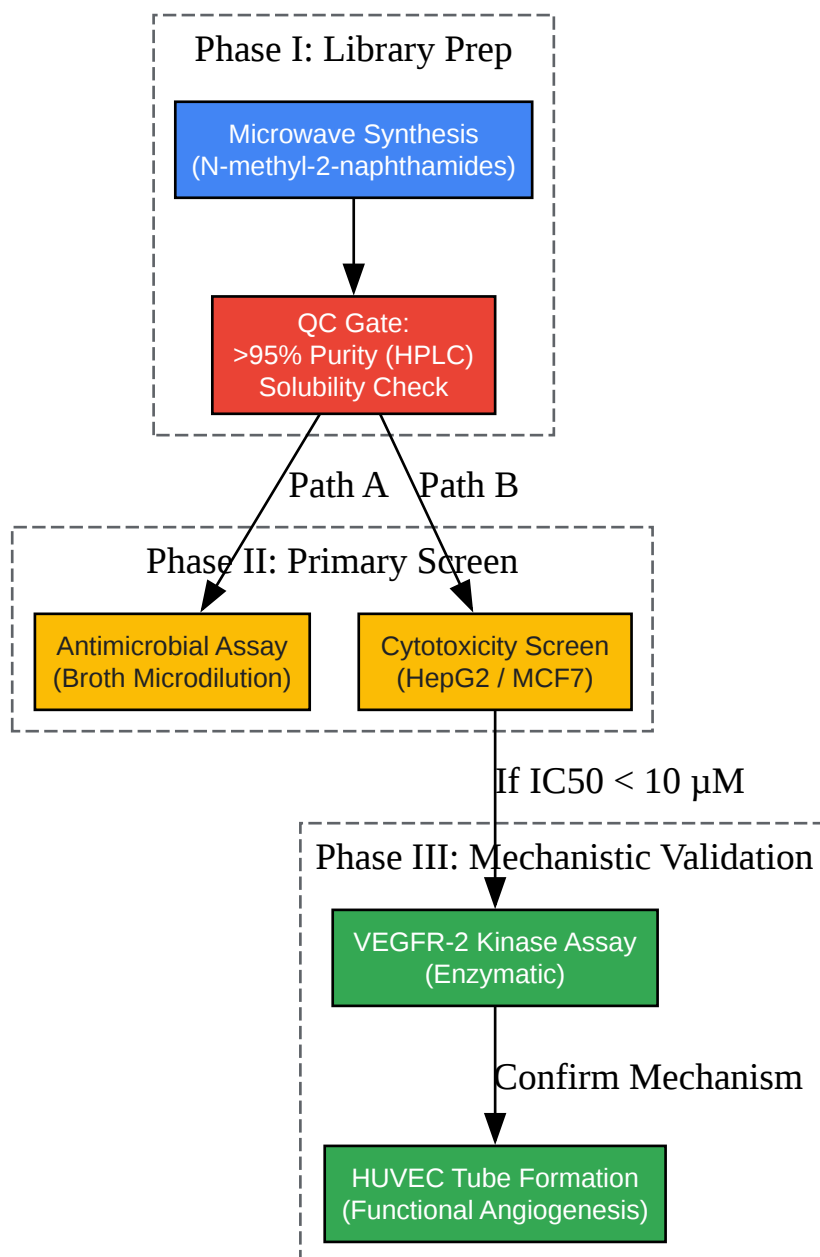 Phase I: Library Prep
Microwave Synthesis
(N-methyl-2-naphthamides)
QC Gate:
>95% Purity (HPLC)
Solubility Check
Path A
Path B
Phase II: Primary Screen
Antimicrobial Assay
(Broth Microdilution)
Cytotoxicity Screen
(HepG2 / MCF7)
If IC50 < 10 µM
Phase III: Mechanistic Validation
VEGFR-2 Kinase Assay
(Enzymatic)
Confirm Mechanism
HUVEC Tube Formation
(Functional Angiogenesis)